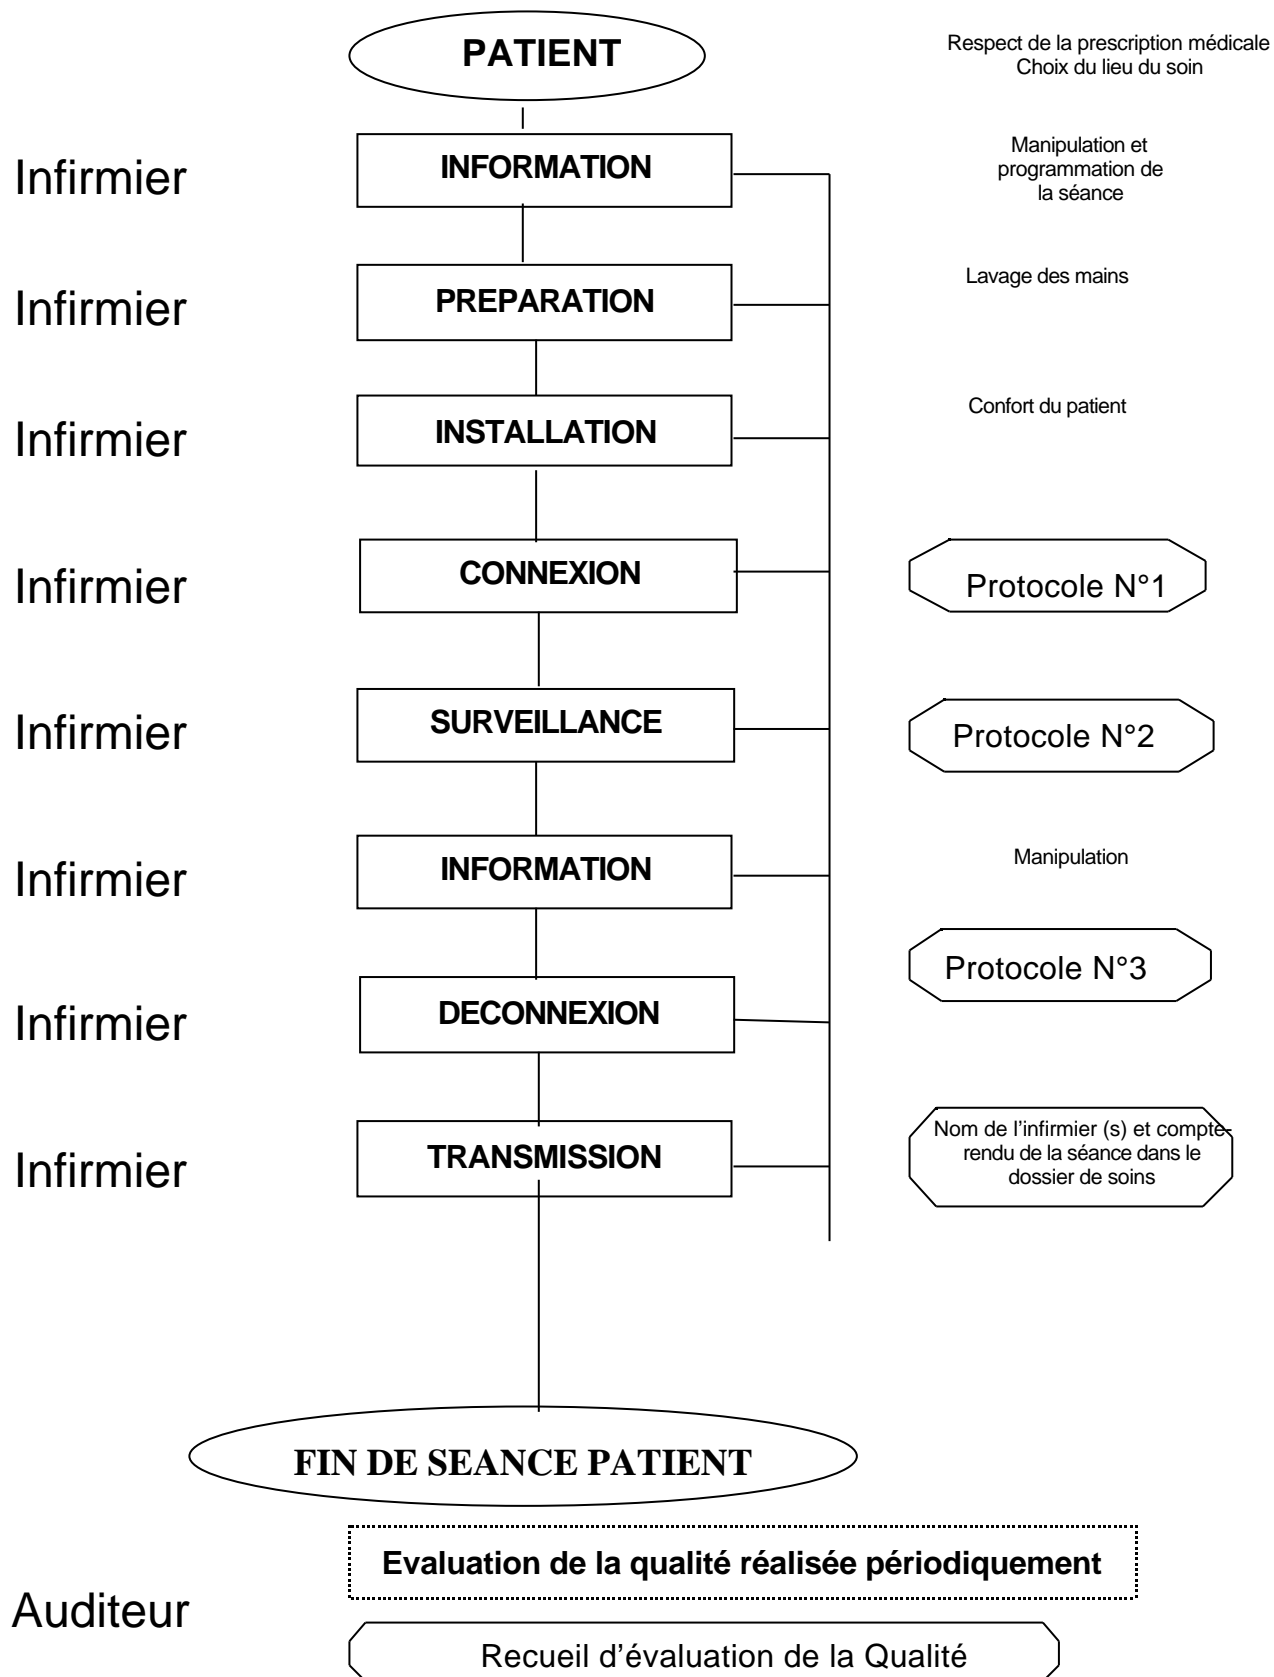 PATIENT
Respect de la prescription médicale
Choix du lieu du soin
Infirmier
INFORMATION
Manipulation et
programmation de
la séance
Infirmier
PREPARATION
Lavage des mains
Infirmier
INSTALLATION
Confort du patient
Infirmier
CONNEXION
Protocole N°1
Infirmier
SURVEILLANCE
Protocole N°2
Infirmier
INFORMATION
Manipulation
Protocole N°3
Infirmier
DECONNEXION
Infirmier
TRANSMISSION
Nom de l’infirmier (s) et compte-
rendu de la séance dans le
dossier de soins
FIN DE SEANCE PATIENT
Evaluation de la qualité réalisée périodiquement
Auditeur
Recueil d’évaluation de la Qualité